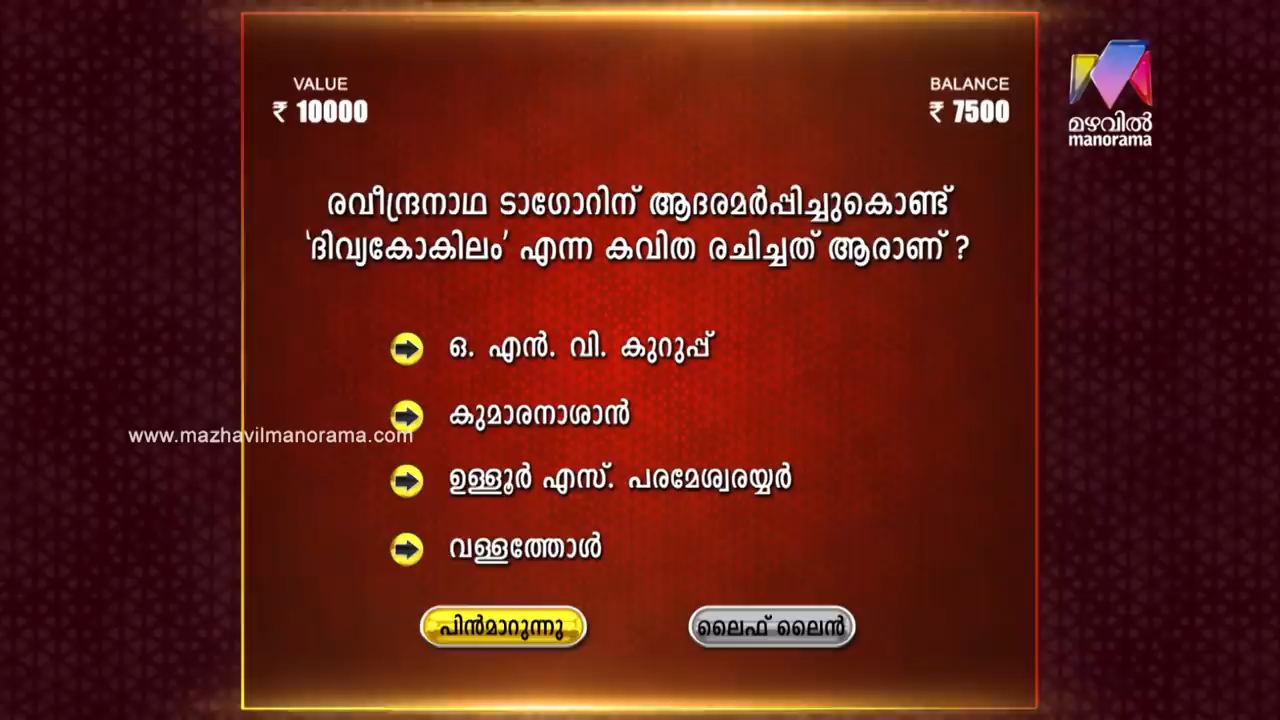 VALUE
₹ 10000
BALANCE
₹ 7500
മഴവിൽ
manorama
രവീന്ദ്രനാഥ ടാഗോറിന് ആദരമർപ്പിച്ചുകൊണ്ട്
'ദിവ്യകോകിലം' എന്ന കവിത രചിച്ചത് ആരാണ് ?
ഒ. എൻ. വി. കുറുപ്പ്
കുമാരനാശാൻ
www.mazhavilmanorama.com
ഉള്ളൂർ എസ്. പരമേശ്വരയ്യർ
വള്ളത്തോൾ
പിൻമാറുന്നു
ലൈഫ് ലൈൻ